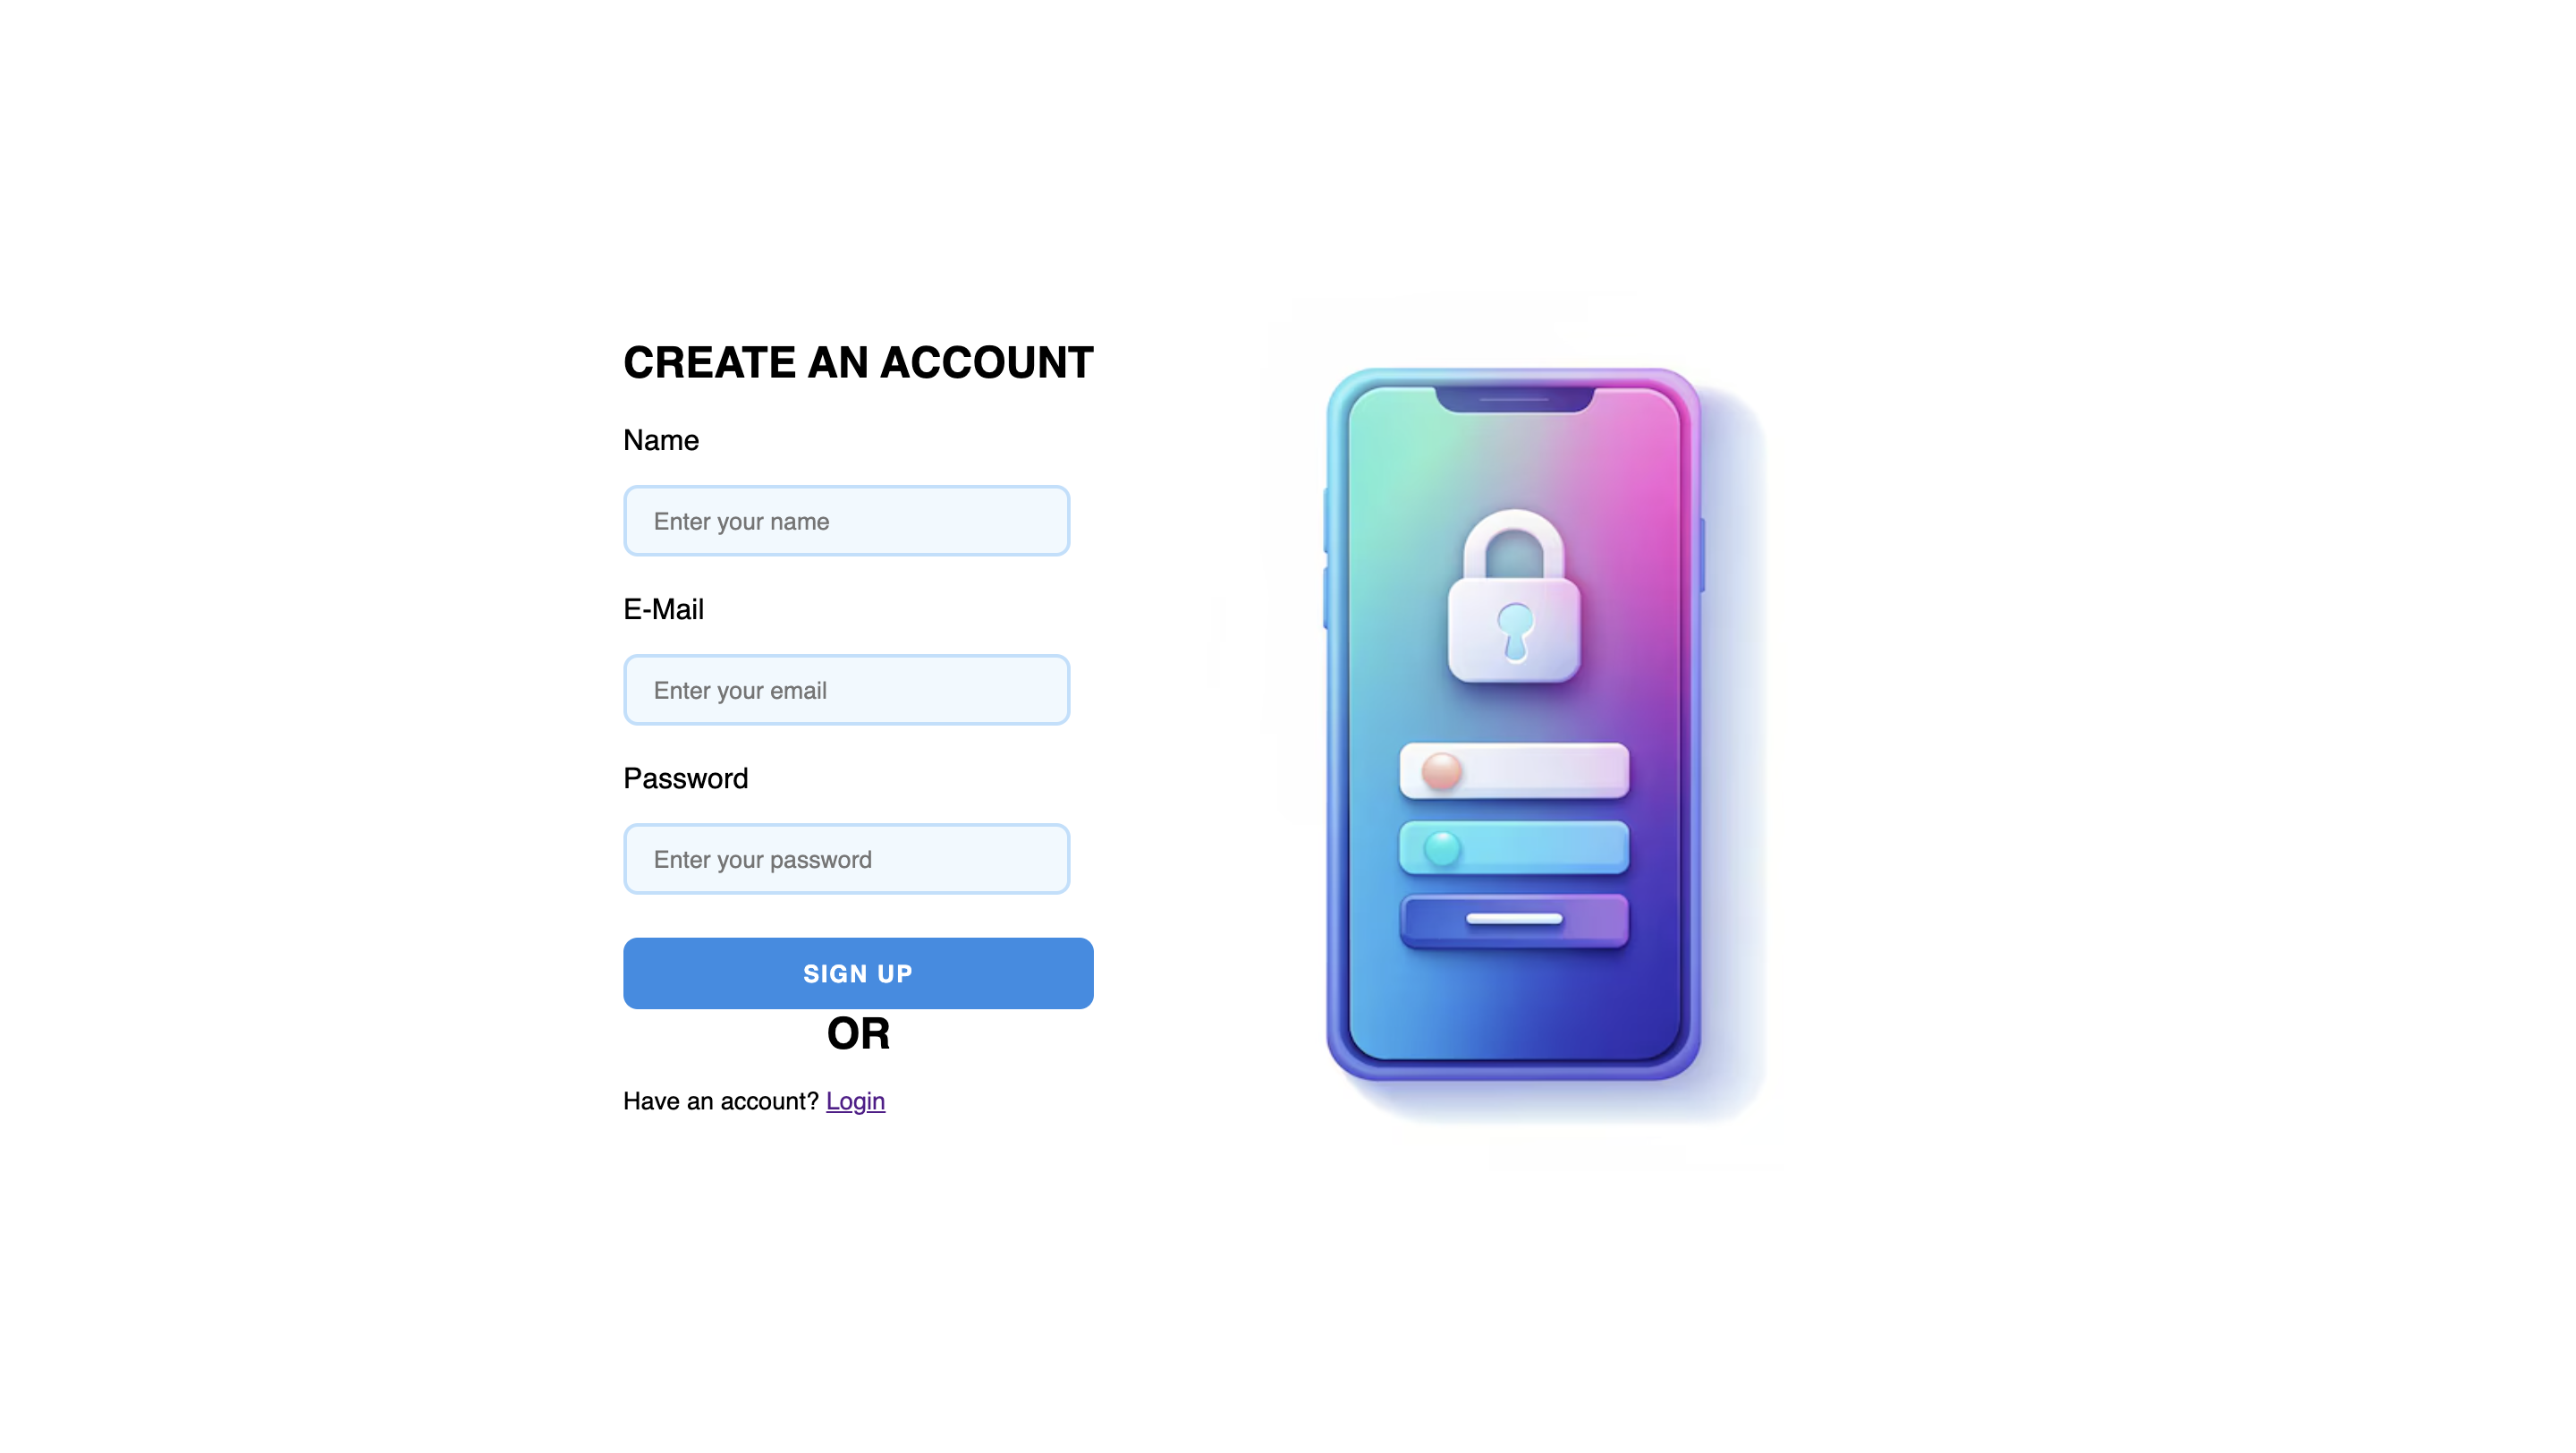 CREATE AN ACCOUNT
Name
Enter your name
E-Mail
Enter your email
Password
Enter your password
SIGN UP
OR
Have an account? Login